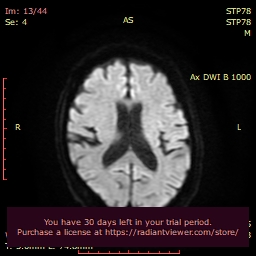 Im: 13/44
Se: 4
AS
STP78
STP78
M
Ax DWI B 1000
R
L
You have 30 days left in your trial period.
Purchase a license at https://radiantviewer.com/store/